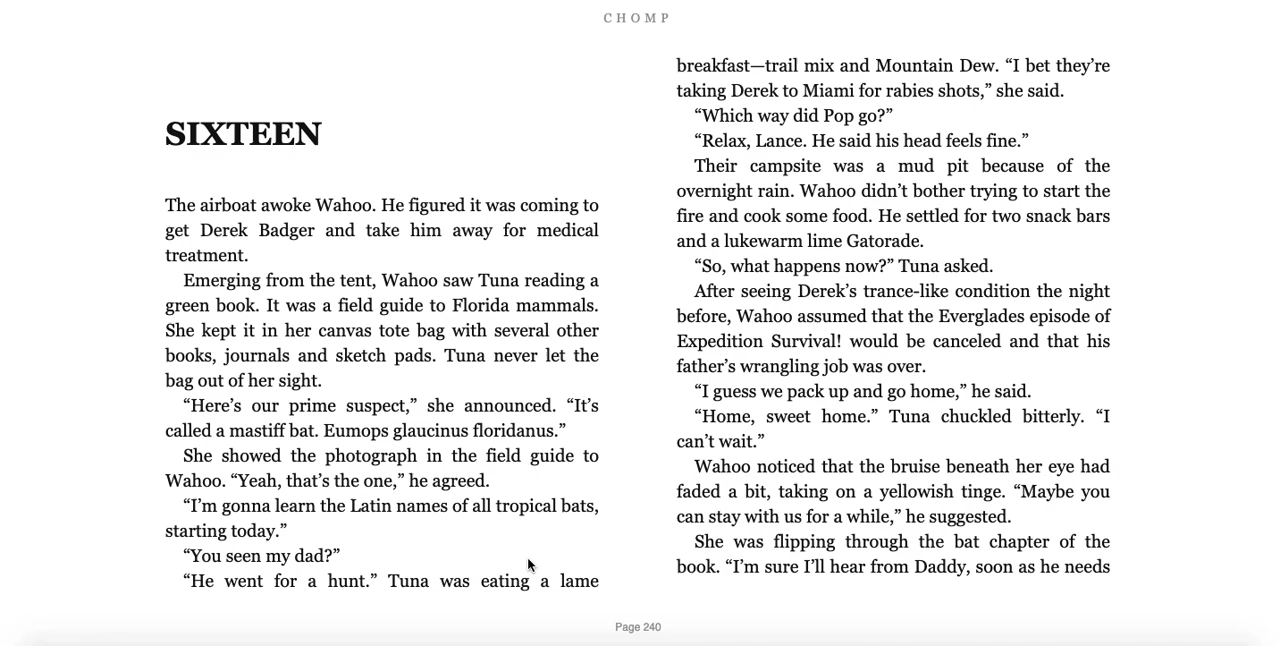 CHOMP
SIXTEEN
The airboat awoke Wahoo. He figured it was coming to
get Derek Badger and take him away for medical
treatment.
Emerging from the tent, Wahoo saw Tuna reading a
green book. It was a field guide to Florida mammals.
She kept it in her canvas tote bag with several other
books, journals and sketch pads. Tuna never let the
bag out of her sight.
“Here’s our prime suspect,” she announced. “It’s
called a mastiff bat. Eumops glaucinus floridanus.”
She showed the photograph in the field guide to
Wahoo. “Yeah, that’s the one,” he agreed.
“I’m gonna learn the Latin names of all tropical bats,
starting today.”
“You seen my dad?”
“He went for a hunt.” Tuna was eating a lame
breakfast—trail mix and Mountain Dew. “I bet they’re
taking Derek to Miami for rabies shots,” she said.
“Which way did Pop go?”
“Relax, Lance. He said his head feels fine.”
Their campsite was a mud pit because of the
overnight rain. Wahoo didn’t bother trying to start the
fire and cook some food. He settled for two snack bars
and a lukewarm lime Gatorade.
“So, what happens now?” Tuna asked.
After seeing Derek’s trance-like condition the night
before, Wahoo assumed that the Everglades episode of
Expedition Survival! would be canceled and that his
father’s wrangling job was over.
“I guess we pack up and go home,” he said.
“Home, sweet home.” Tuna chuckled bitterly. “I
can’t wait.”
Wahoo noticed that the bruise beneath her eye had
faded a bit, taking on a yellowish tinge. “Maybe you
can stay with us for a while,” he suggested.
She was flipping through the bat chapter of the
book. “I’m sure I’ll hear from Daddy, soon as he needs
Page 240